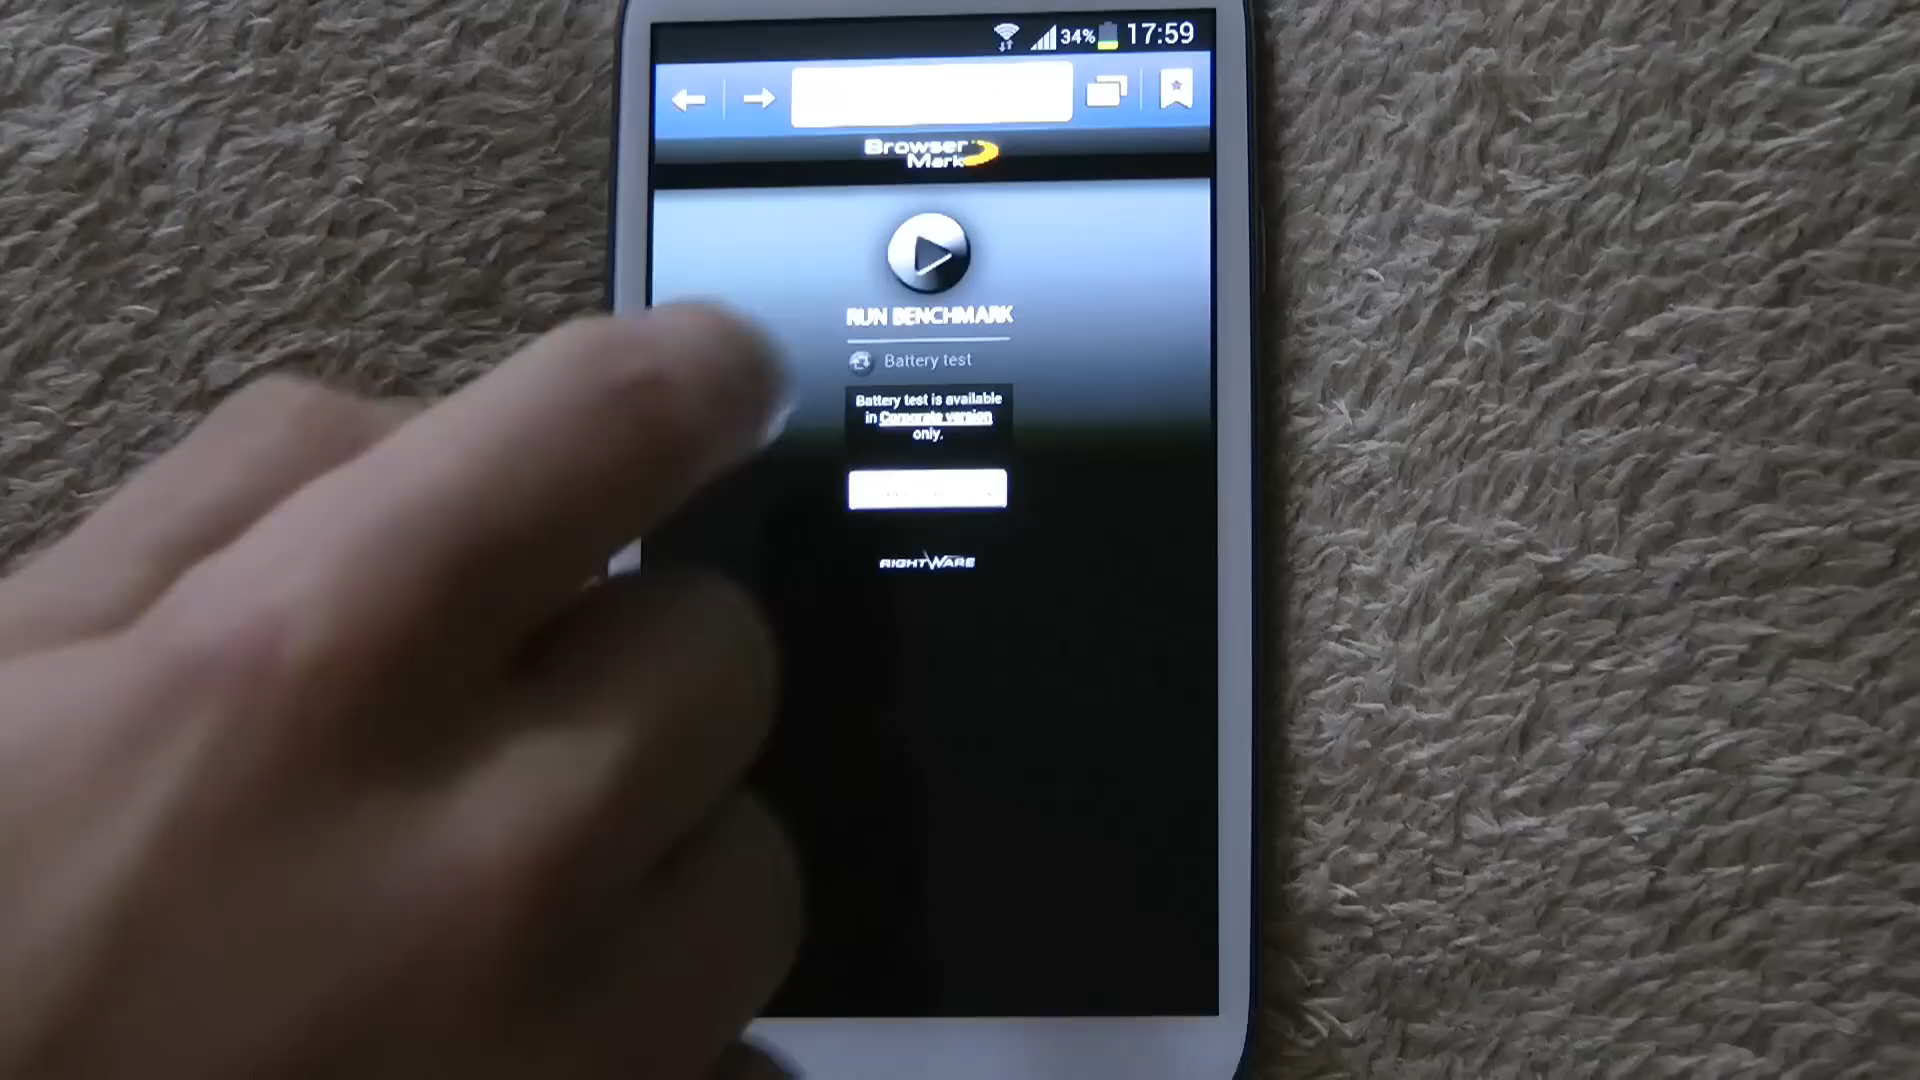 34% 17:59
Browser
Mark
RUN BENCHMARK
Battery test
Battery test is available
in Corporate version
only.
RIGHTWARE